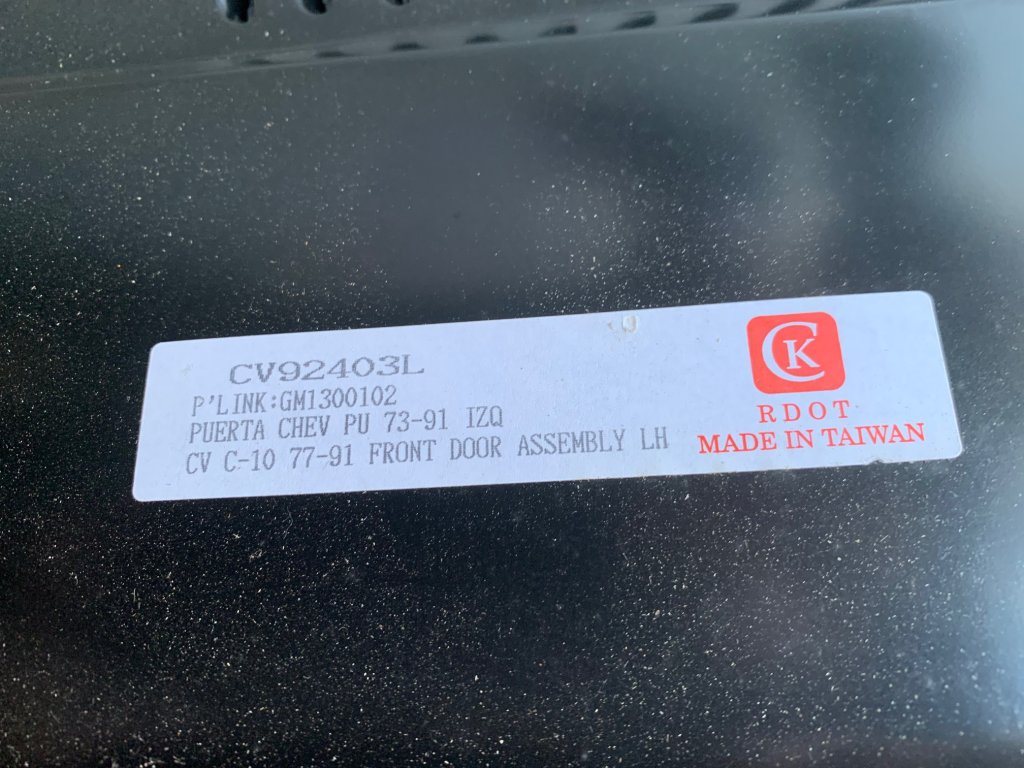 CV92403L
P'LINK:GM1300102
PUERTA CHEV PU 73-91 IZQ
CV C-10 77-91 FRONT DOOR ASSEMBLY LH
CK
RDOT
MADE IN TAIWAN